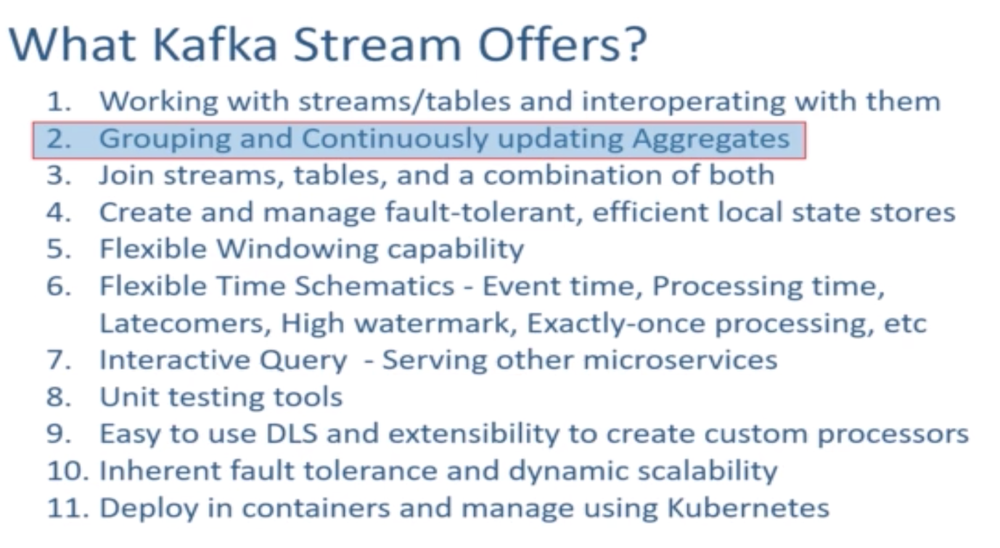 What Kafka Stream Offers?
1. Working with streams/tables and interoperating with them
2. Grouping and Continuously updating Aggregates
3. Join streams, tables, and a combination of both
4. Create and manage fault-tolerant, efficient local state stores
5. Flexible Windowing capability
6. Flexible Time Schematics - Event time, Processing time,
Latecomers, High watermark, Exactly-once processing, etc
7. Interactive Query - Serving other microservices
8. Unit testing tools
9. Easy to use DLS and extensibility to create custom processors
10. Inherent fault tolerance and dynamic scalability
11. Deploy in containers and manage using Kubernetes